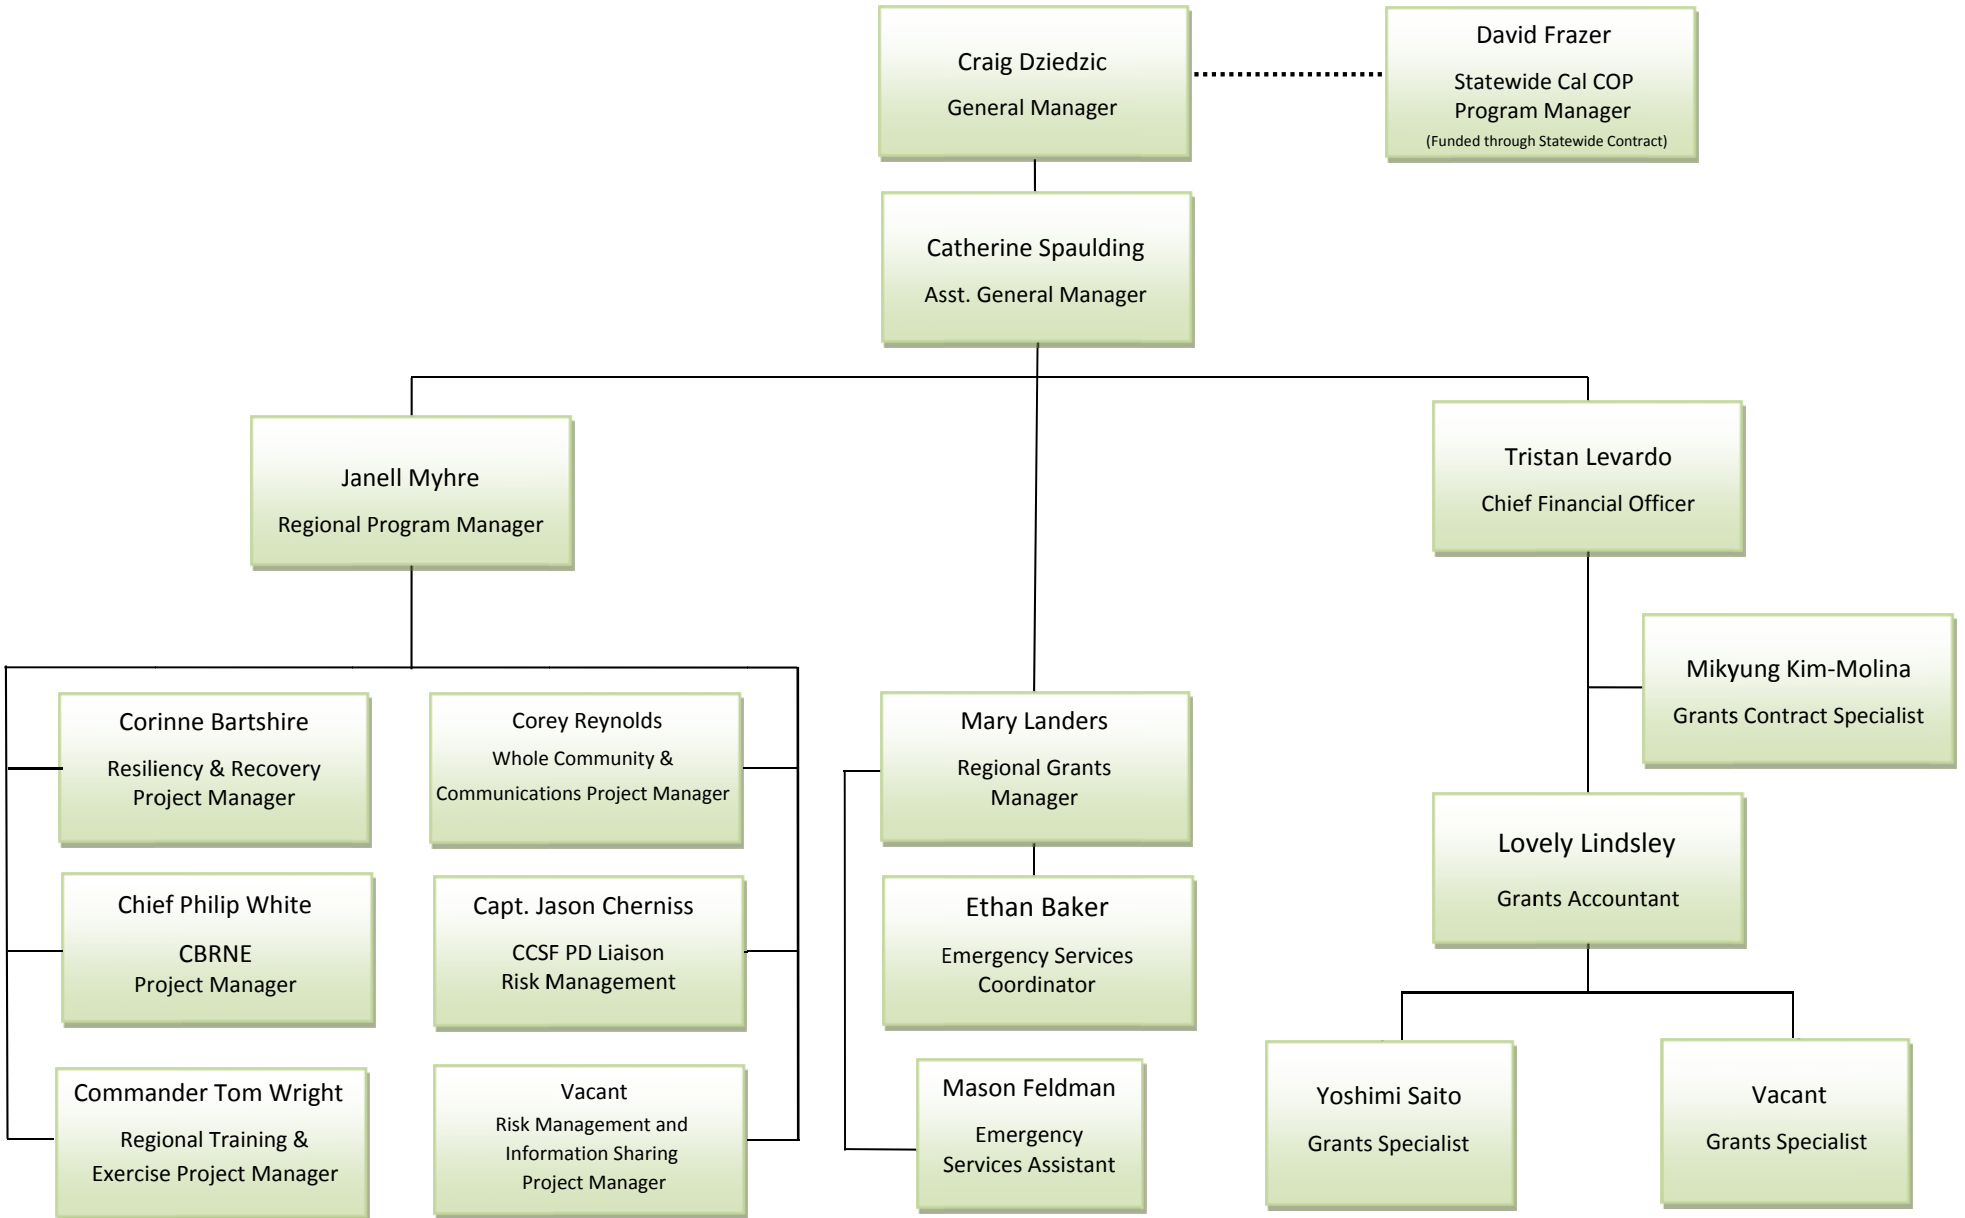 Craig Dziedzic
General Manager
David Frazer
Statewide Cal COP
Program Manager
(Funded through Statewide Contract)
Catherine Spaulding
Asst. General Manager
Janell Myhre
Regional Program Manager
Tristan Levardo
Chief Financial Officer
Mikyung Kim-Molina
Grants Contract Specialist
Corinne Bartshire
Resiliency & Recovery
Project Manager
Corey Reynolds
Whole Community &
Communications Project Manager
Mary Landers
Regional Grants
Manager
Lovely Lindsley
Grants Accountant
Chief Philip White
CBRNE
Project Manager
Capt. Jason Cherniss
CCSF PD Liaison
Risk Management
Ethan Baker
Emergency Services
Coordinator
Commander Tom Wright
Regional Training &
Exercise Project Manager
Vacant
Risk Management and
Information Sharing
Project Manager
Mason Feldman
Emergency
Services Assistant
Yoshimi Saito
Grants Specialist
Vacant
Grants Specialist